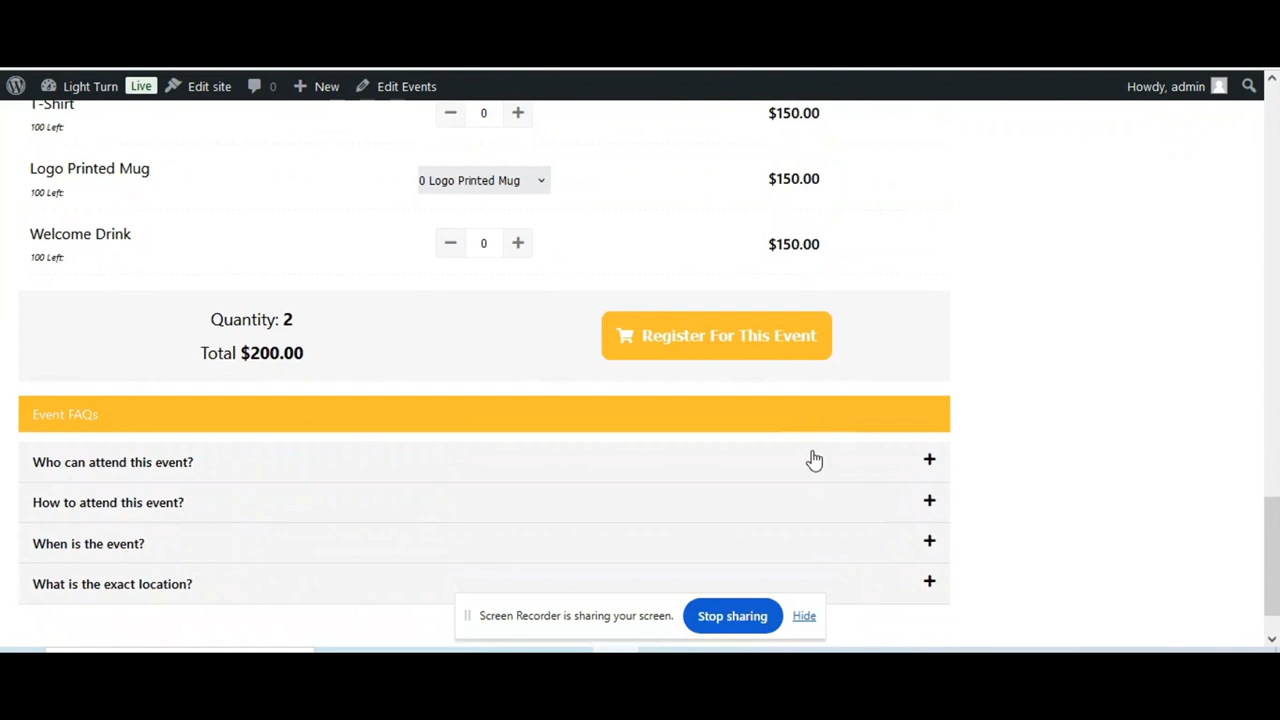 Light Turn Live Edit site 0 New Edit Events Howdy, admin
T-Shirt 0 $150.00
100 Left:
Logo Printed Mug 0 Logo Printed Mug $150.00
100 Left:
Welcome Drink 0 $150.00
100 Left:
Quantity: 2
Register For This Event
Total $200.00
Event FAQs
Who can attend this event?
How to attend this event?
When is the event?
What is the exact location?
Screen Recorder is sharing your screen. Stop sharing Hide